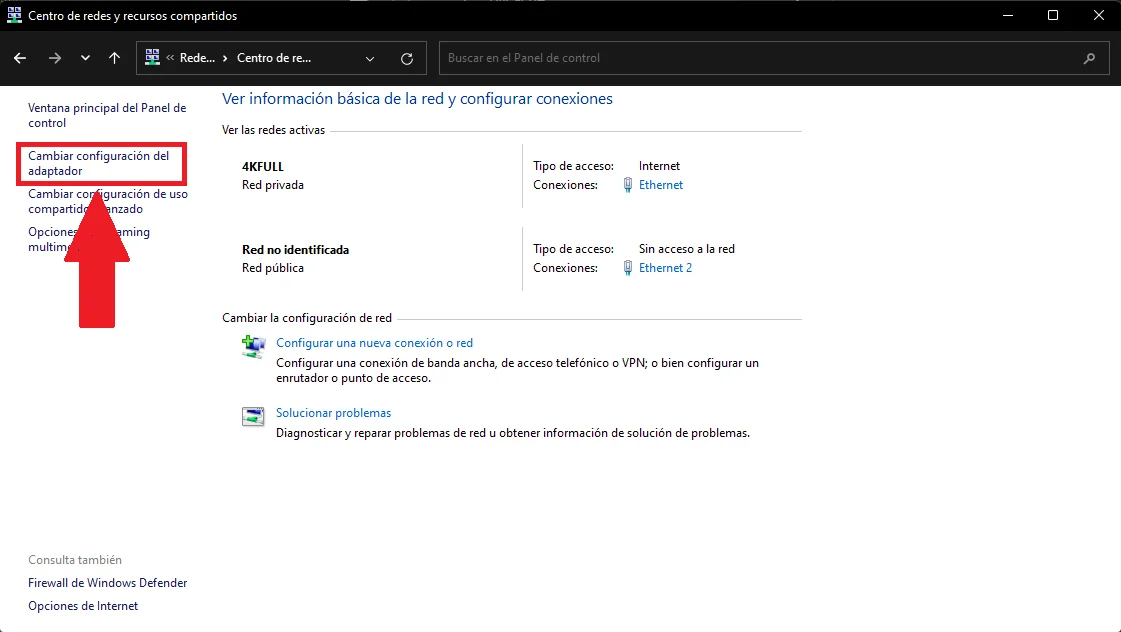 Centro de redes y recursos compartidos
« Rede... › Centro de re...
Buscar en el Panel de control
Ventana principal del Panel de
control
Cambiar configuración del
adaptador
Cambiar configuración de uso
compartido
Opciones
Ver información básica de la red y configurar conexiones
Ver las redes activas
4KFULL
Red privada
Tipo de acceso: Internet
Conexiones: Ethernet
Red no identificada
Red pública
Tipo de acceso: Sin acceso a la red
Conexiones: Ethernet 2
Cambiar la configuración de red
Configurar una nueva conexión o red
Configurar una conexión de banda ancha, de acceso telefónico o VPN; o bien configurar un
enrutador o punto de acceso.
Solucionar problemas
Diagnosticar y reparar problemas de red u obtener información de solución de problemas.
Consulta también
Firewall de Windows Defender
Opciones de Internet